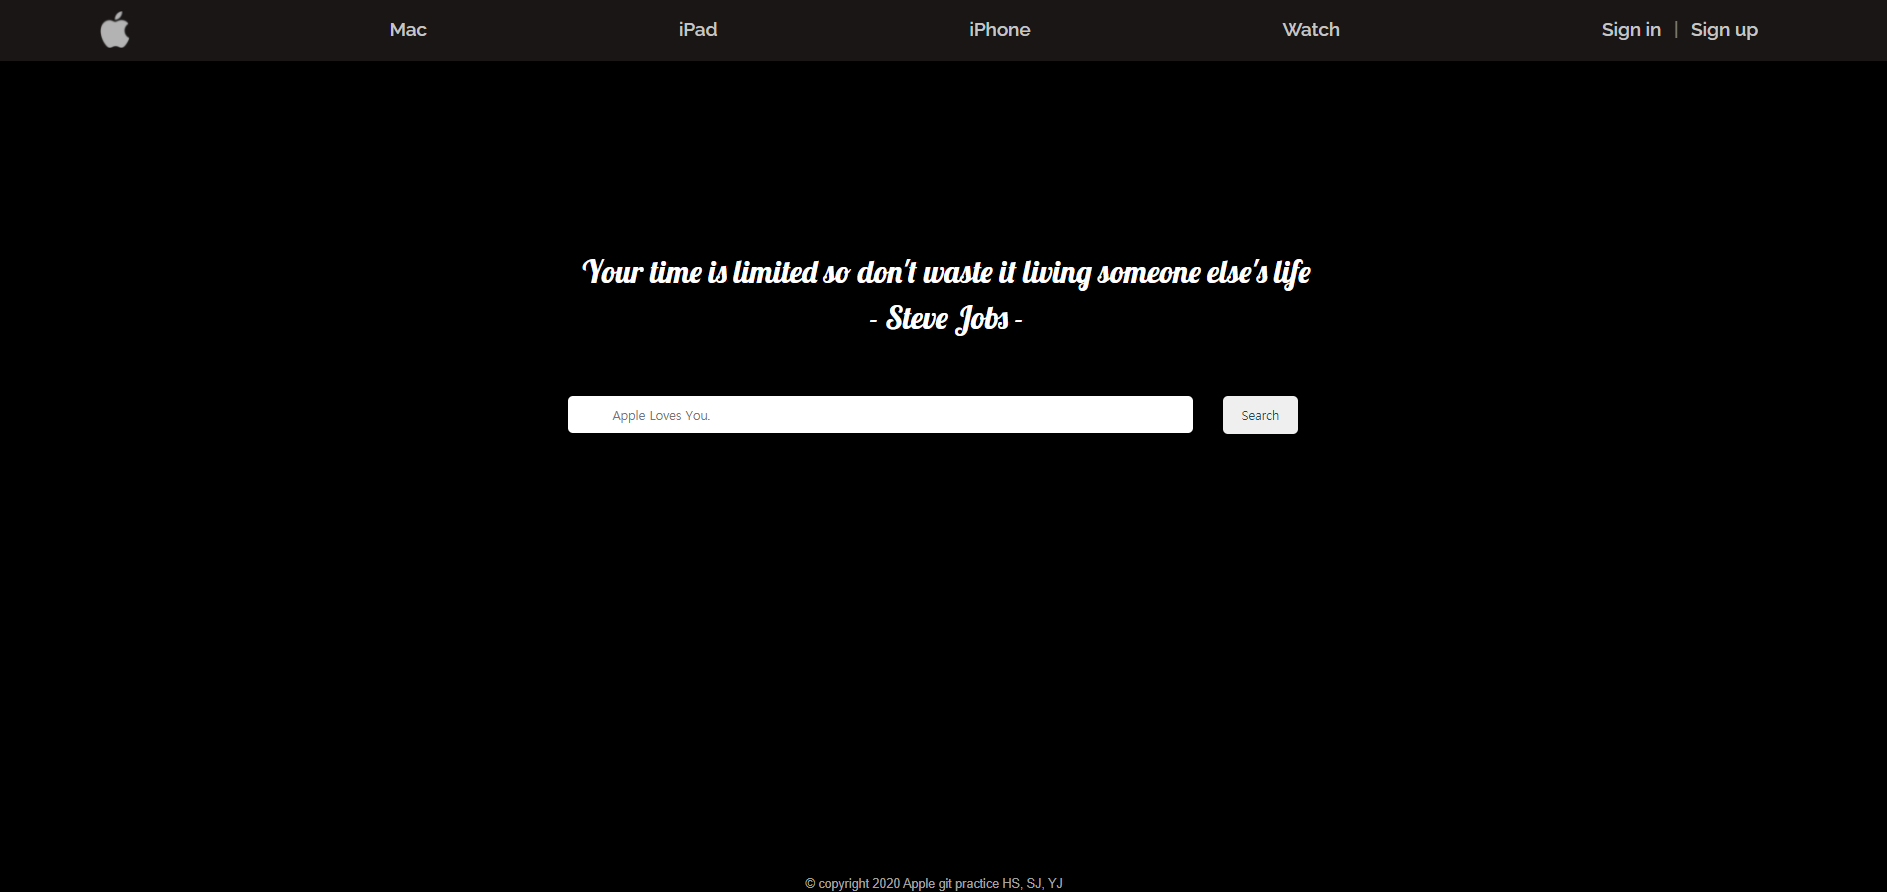 Mac iPad iPhone Watch Sign in | Sign up
Your time is limited so don't waste it living someone else's life
- Steve Jobs -
Apple Loves You. Search
© copyright 2020 Apple git practice HS, SJ, YJ